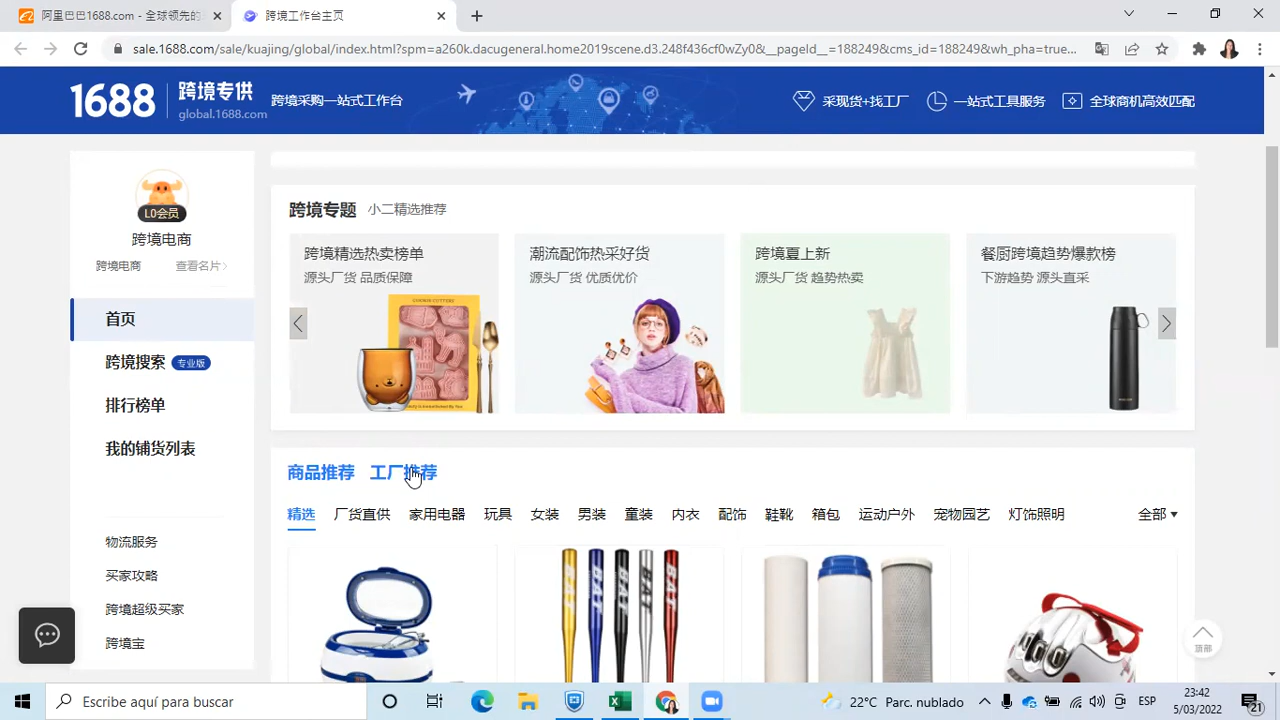 阿里巴巴1688.com - 全球领先的
跨境工作台主页
sale.1688.com/sale/kuajing/global/index.html?spm=a260k.dacugeneral.home2019scene.d3.248f436cf0wZy0&__pageId__=188249&cms_id=188249&wh_pha=true...
1688
跨境专供
global.1688.com
跨境采购一站式工作台
采现货+找工厂
一站式工具服务
全球商机高效匹配
L0会员
跨境电商
跨境电商 查看名片>
首页
跨境搜索 专业版
排行榜单
我的铺货列表
物流服务
买家攻略
跨境超级买家
跨境宝
跨境专题 小二精选推荐
跨境精选热卖榜单
源头厂货 品质保障
潮流配饰热采好货
源头厂货 优质优价
跨境夏上新
源头厂货 趋势热卖
餐厨跨境趋势爆款榜
下游趋势 源头直采
商品推荐 工厂推荐
精选 厂货直供 家用电器 玩具 女装 男装 童装 内衣 配饰 鞋靴 箱包 运动户外 宠物园艺 灯饰照明 全部
BAT BAT BAT BAT BAT
顶部
Escribe aquí para buscar
22°C Parc. nublado
ESP
23:42
5/03/2022
21